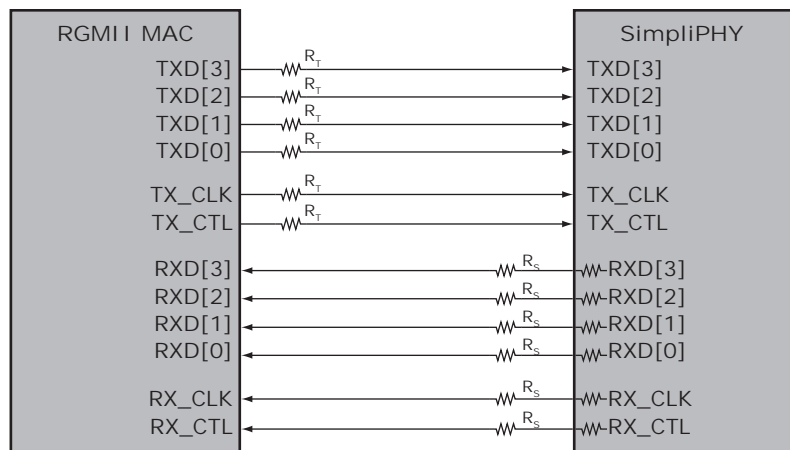 RGMII MAC SimpliPHY
TXD[3] R_T TXD[3]
TXD[2] R_T TXD[2]
TXD[1] R_T TXD[1]
TXD[0] R_T TXD[0]
TX_CLK R_T TX_CLK
TX_CTL R_T TX_CTL
RXD[3] R_S RXD[3]
RXD[2] R_S RXD[2]
RXD[1] R_S RXD[1]
RXD[0] R_S RXD[0]
RX_CLK R_S RX_CLK
RX_CTL R_S RX_CTL